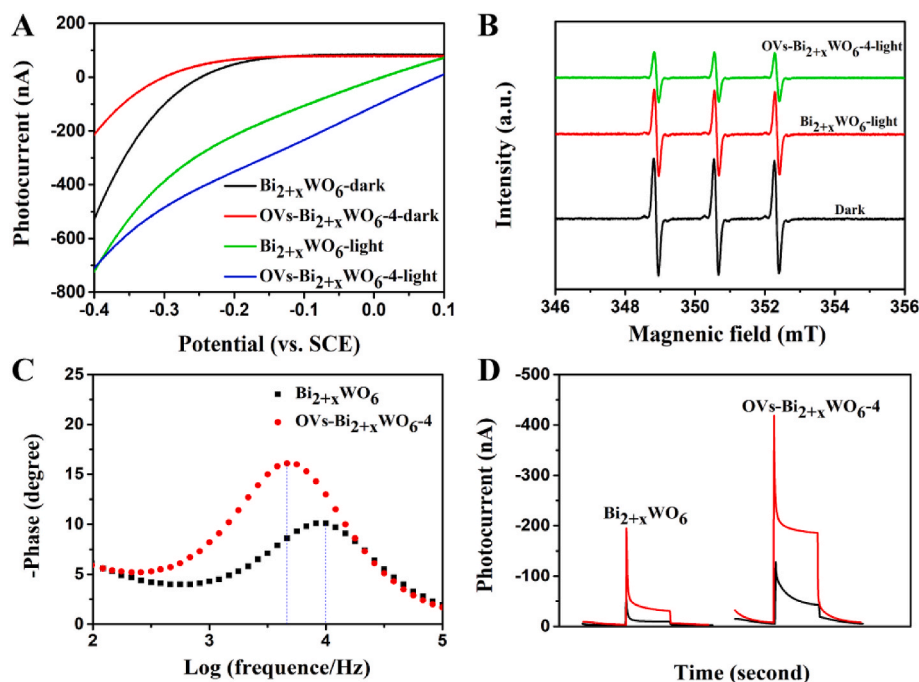 A
Photocurrent (nA)
200
100
0
-200
-400
-600
-800
-0.4
-0.3
-0.2
-0.1
0.0
0.1
Potential (vs. SCE)
Bi2+xWO6-dark
OVs-Bi2+xWO6-4-dark
Bi2+xWO6-light
OVs-Bi2+xWO6-4-light
B
Intensity (a.u.)
OVs-Bi2+xWO6-4-light
Bi2+xWO6-light
Dark
346
348
350
352
354
356
Magnenic field (mT)
C
-Phase (degree)
25
20
15
10
5
0
2
3
4
5
Log (frequence/Hz)
Bi2+xWO6
OVs-Bi2+xWO6-4
D
Photocurrent (nA)
-500
-400
-300
-200
-100
0
Bi2+xWO6
OVs-Bi2+xWO6-4
Time (second)